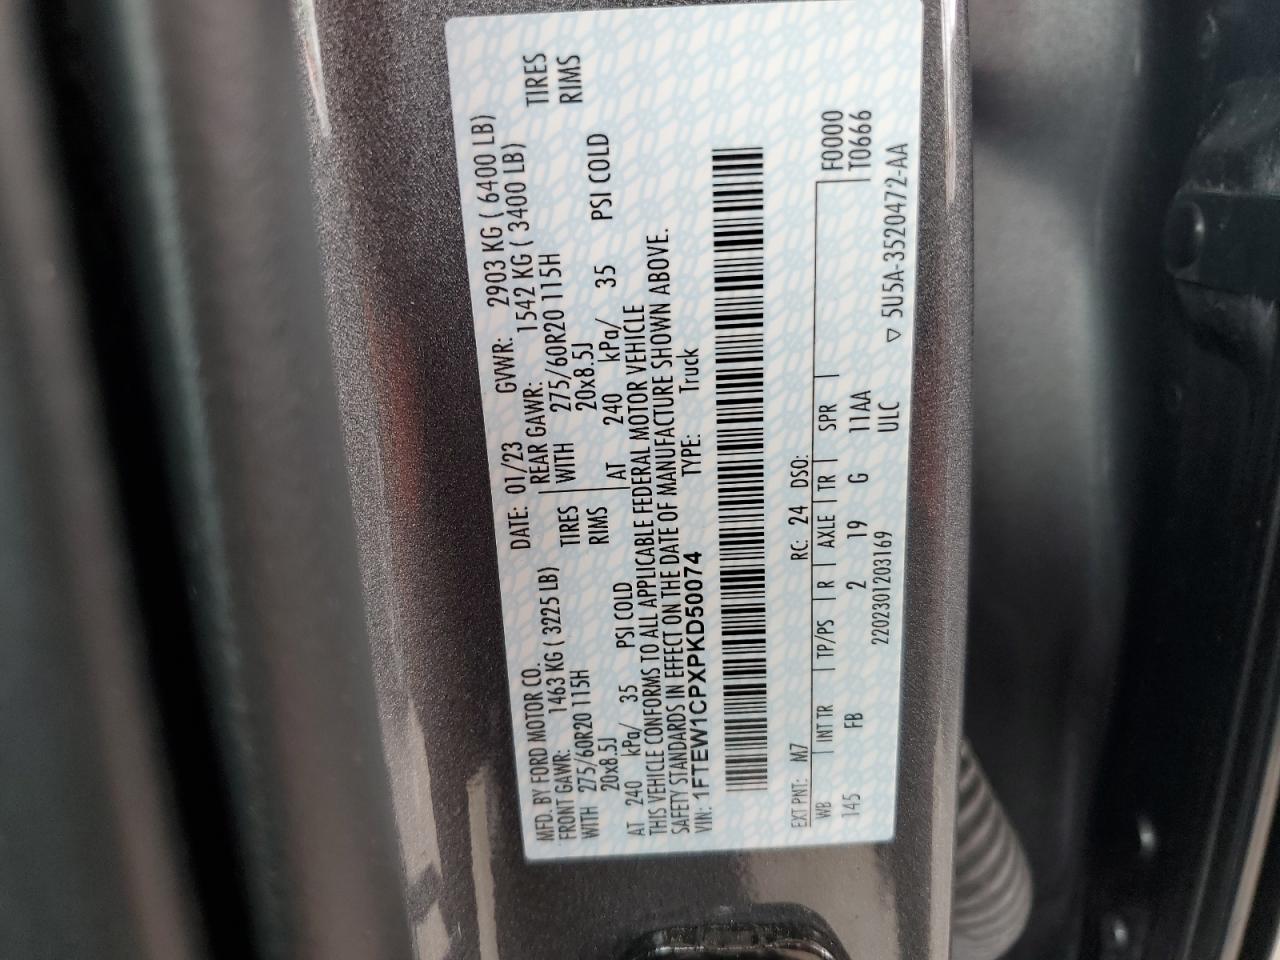 MFD. BY FORD MOTOR CO.
DATE: 01/23 GVWR: 2903 KG ( 6400 LB)
FRONT GAWR: 1463 KG ( 3225 LB) REAR GAWR: 1542 KG ( 3400 LB)
WITH 275/60R20 115H TIRES WITH 275/60R20 115H TIRES
20x8.5J RIMS 20x8.5J RIMS
AT 240 kPa/ 35 PSI COLD AT 240 kPa/ 35 PSI COLD
THIS VEHICLE CONFORMS TO ALL APPLICABLE FEDERAL MOTOR VEHICLE
SAFETY STANDARDS IN EFFECT ON THE DATE OF MANUFACTURE SHOWN ABOVE.
VIN: 1FTEW1CPXPKD50074 TYPE: Truck
EXT PNT: M7 RC: 24 DSO:
WB INT TR TP/PS R AXLE TR SPR F0000
145 FB 2 19 G 11AA T0666
2202301203169 ULC
▽ 5U5A-3520472-AA